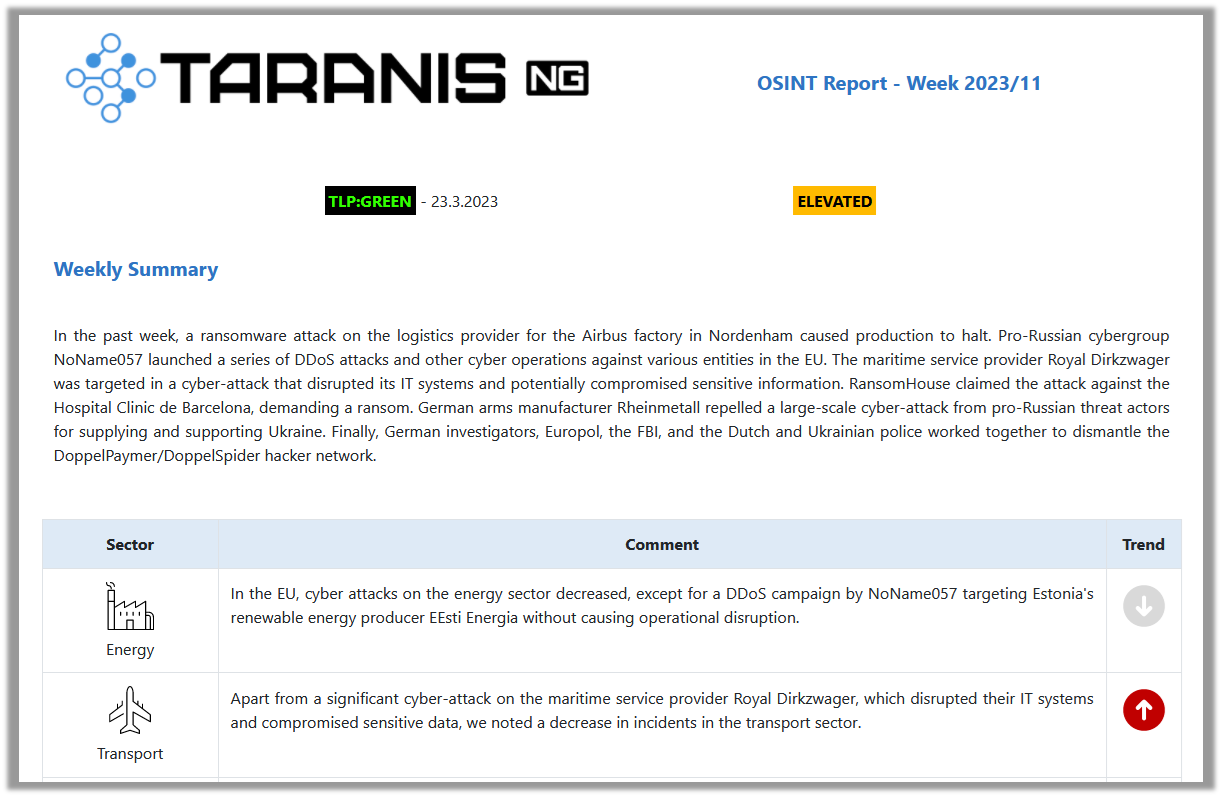 TARANIS NG
OSINT Report - Week 2023/11
TLP:GREEN - 23.3.2023
ELEVATED
Weekly Summary
In the past week, a ransomware attack on the logistics provider for the Airbus factory in Nordenham caused production to halt. Pro-Russian cybergroup
NoName057 launched a series of DDoS attacks and other cyber operations against various entities in the EU. The maritime service provider Royal Dirkzwager
was targeted in a cyber-attack that disrupted its IT systems and potentially compromised sensitive information. RansomHouse claimed the attack against the
Hospital Clinic de Barcelona, demanding a ransom. German arms manufacturer Rheinmetall repelled a large-scale cyber-attack from pro-Russian threat actors
for supplying and supporting Ukraine. Finally, German investigators, Europol, the FBI, and the Dutch and Ukrainian police worked together to dismantle the
DoppelPaymer/DoppelSpider hacker network.
Sector Comment Trend
In the EU, cyber attacks on the energy sector decreased, except for a DDoS campaign by NoName057 targeting Estonia's
renewable energy producer EEsti Energia without causing operational disruption.
Energy
Apart from a significant cyber-attack on the maritime service provider Royal Dirkzwager, which disrupted their IT systems
and compromised sensitive data, we noted a decrease in incidents in the transport sector.
Transport